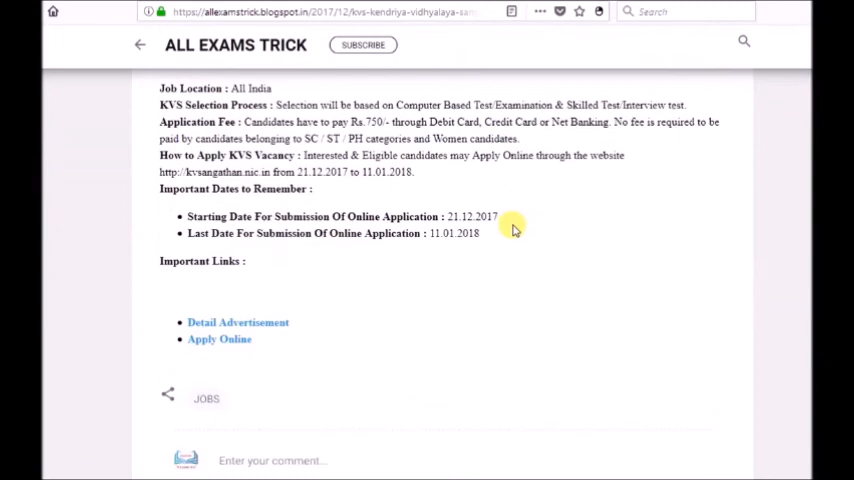 https://allexamstrick.blogspot.in/2017/12/kvs-kendriya-vidhyalaya-san
Search
ALL EXAMS TRICK
SUBSCRIBE
Job Location : All India
KVS Selection Process : Selection will be based on Computer Based Test/Examination & Skilled Test/Interview test.
Application Fee : Candidates have to pay Rs.750/- through Debit Card, Credit Card or Net Banking. No fee is required to be
paid by candidates belonging to SC / ST / PH categories and Women candidates.
How to Apply KVS Vacancy : Interested & Eligible candidates may Apply Online through the website
http://kvsangathan.nic.in from 21.12.2017 to 11.01.2018.
Important Dates to Remember :
• Starting Date For Submission Of Online Application : 21.12.2017
• Last Date For Submission Of Online Application : 11.01.2018
Important Links :
• Detail Advertisement
• Apply Online
JOBS
Enter your comment...